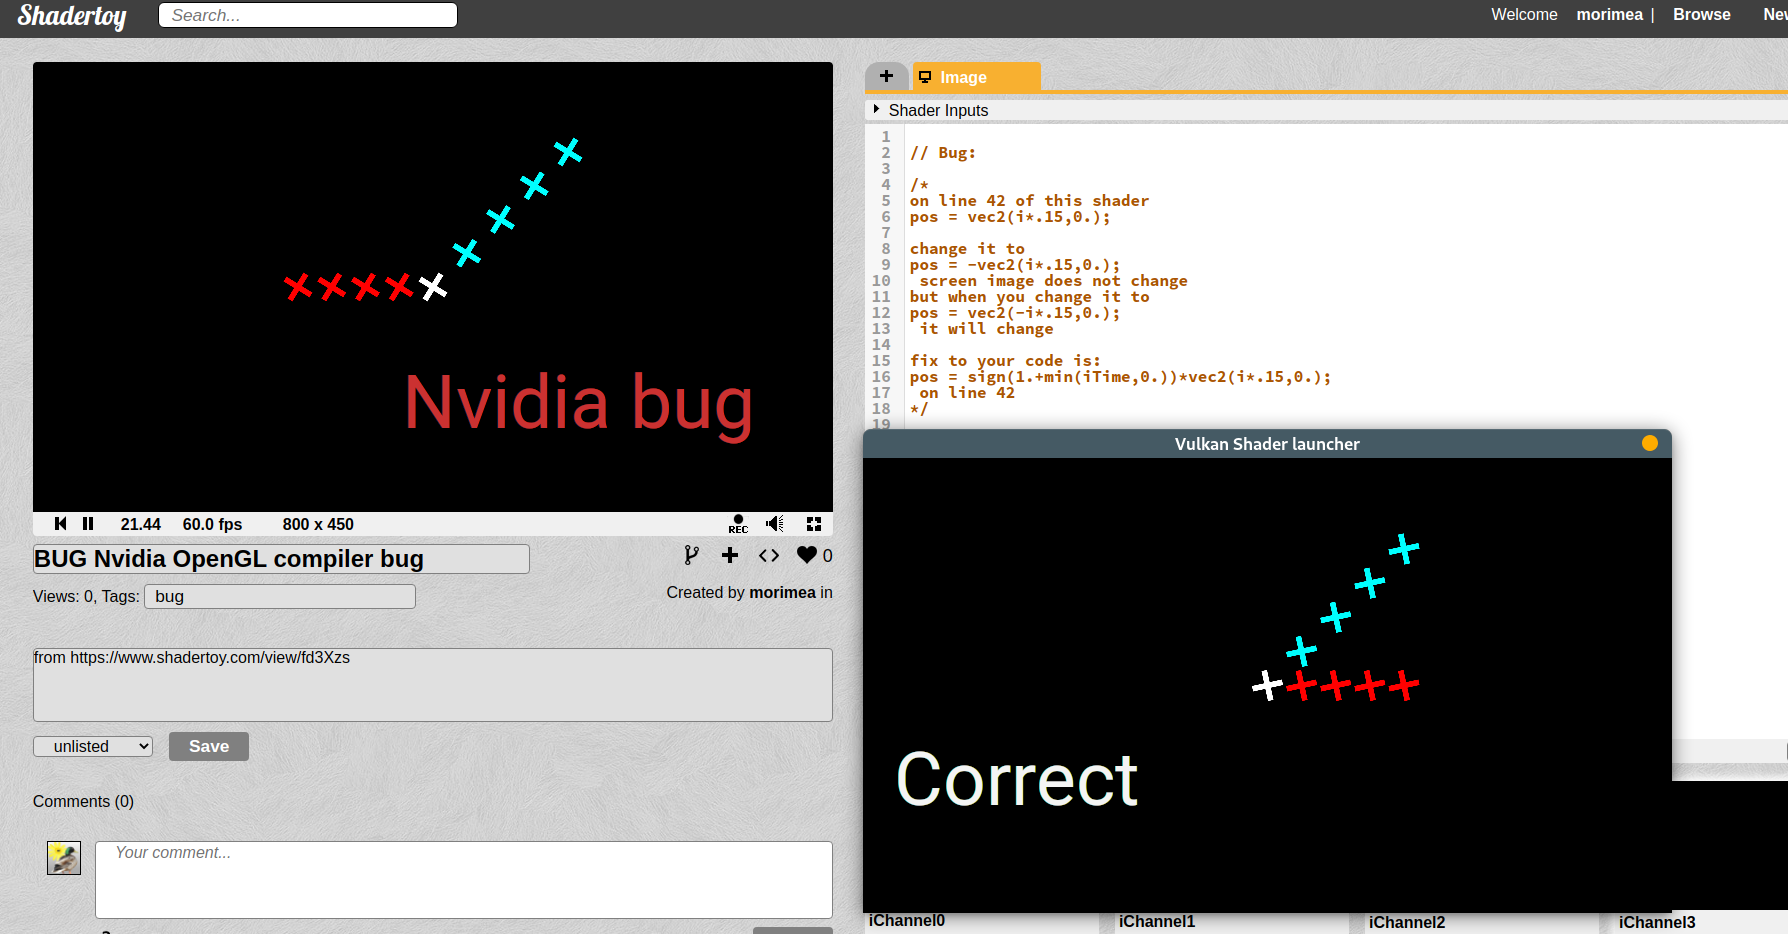 Shadertoy
Search...
Welcome morimea | Browse
Image
Shader Inputs
1
2 // Bug:
3
4 /*
5 on line 42 of this shader
6 pos = vec2(i*.15,0.);
7
8 change it to
9 pos = -vec2(i*.15,0.);
10 screen image does not change
11 but when you change it to
12 pos = vec2(-i*.15,0.);
13 it will change
14
15 fix to your code is:
16 pos = sign(1.+min(iTime,0.))*vec2(i*.15,0.);
17 on line 42
18 */
19
Nvidia bug
21.44 60.0 fps 800 x 450
REC
BUG Nvidia OpenGL compiler bug
0
Views: 0, Tags: bug
Created by morimea in
from https://www.shadertoy.com/view/fd3Xzs
unlisted
Save
Comments (0)
Your comment...
Vulkan Shader launcher
Correct
iChannel0
iChannel1
iChannel2
iChannel3